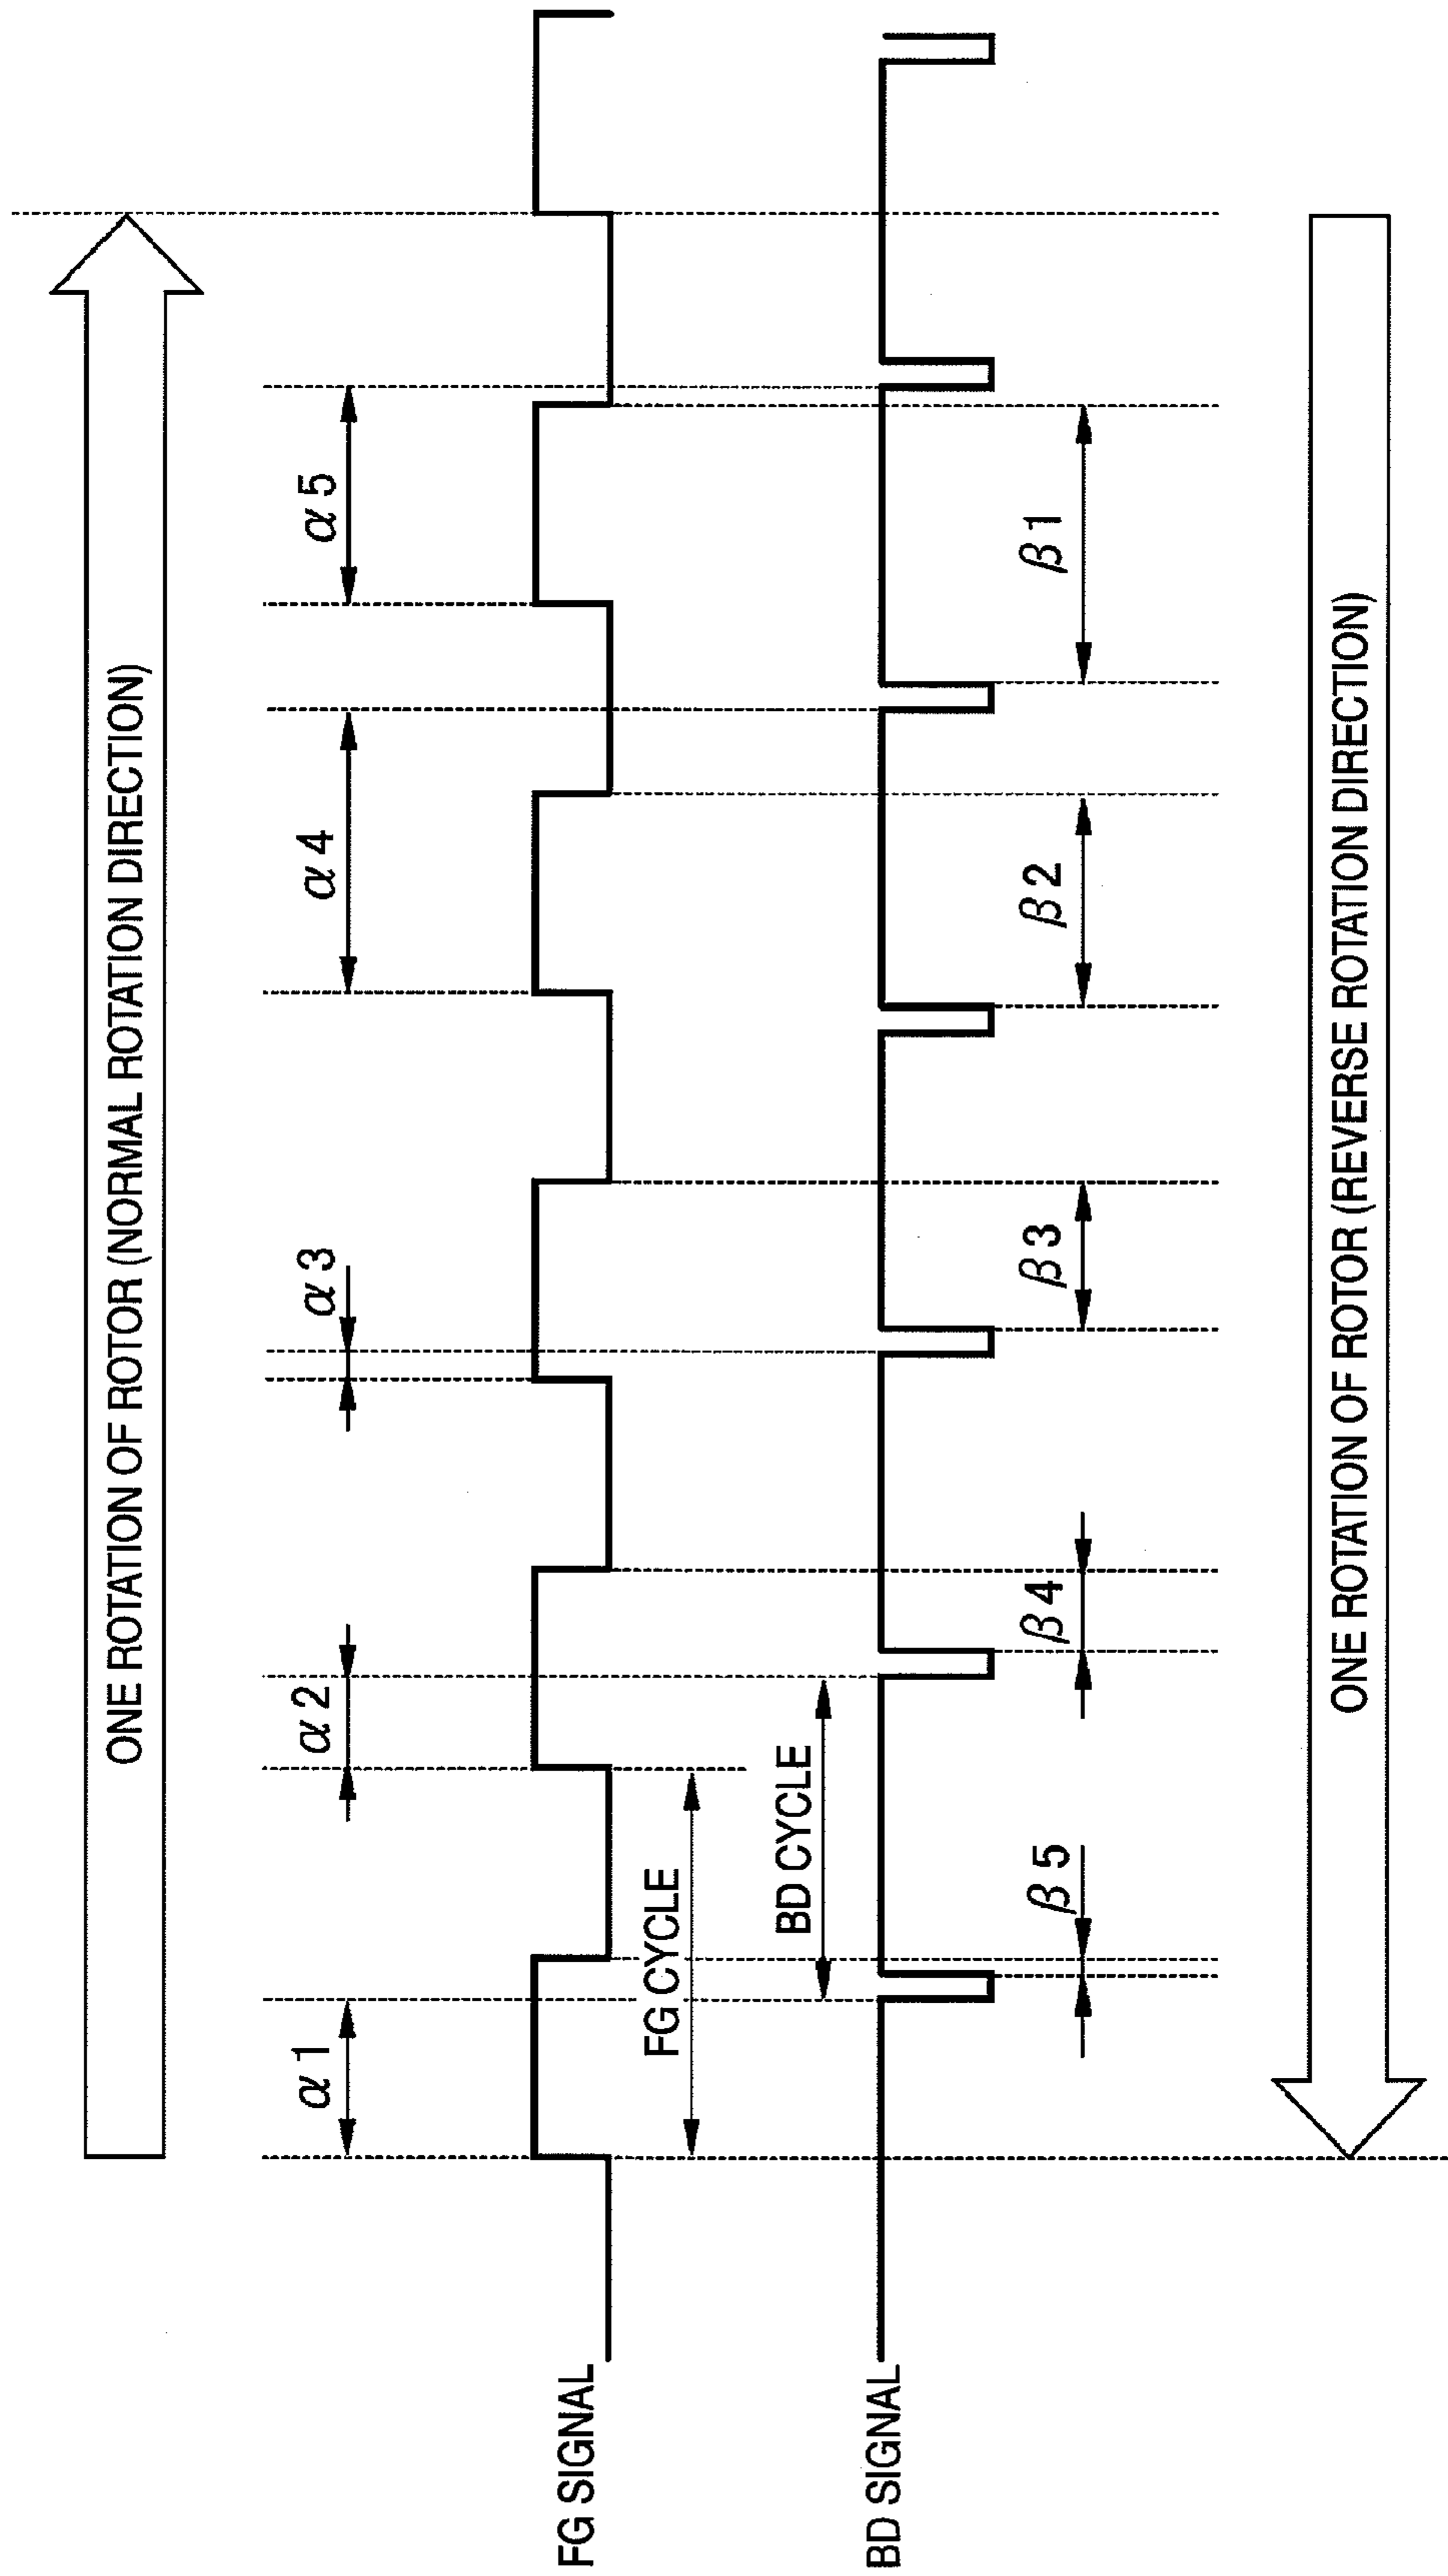 ONE ROTATION OF ROTOR (NORMAL ROTATION DIRECTION)
α1
α2
α3
α4
α5
FG SIGNAL
FG CYCLE
BD CYCLE
BD SIGNAL
β5
β4
β3
β2
β1
ONE ROTATION OF ROTOR (REVERSE ROTATION DIRECTION)